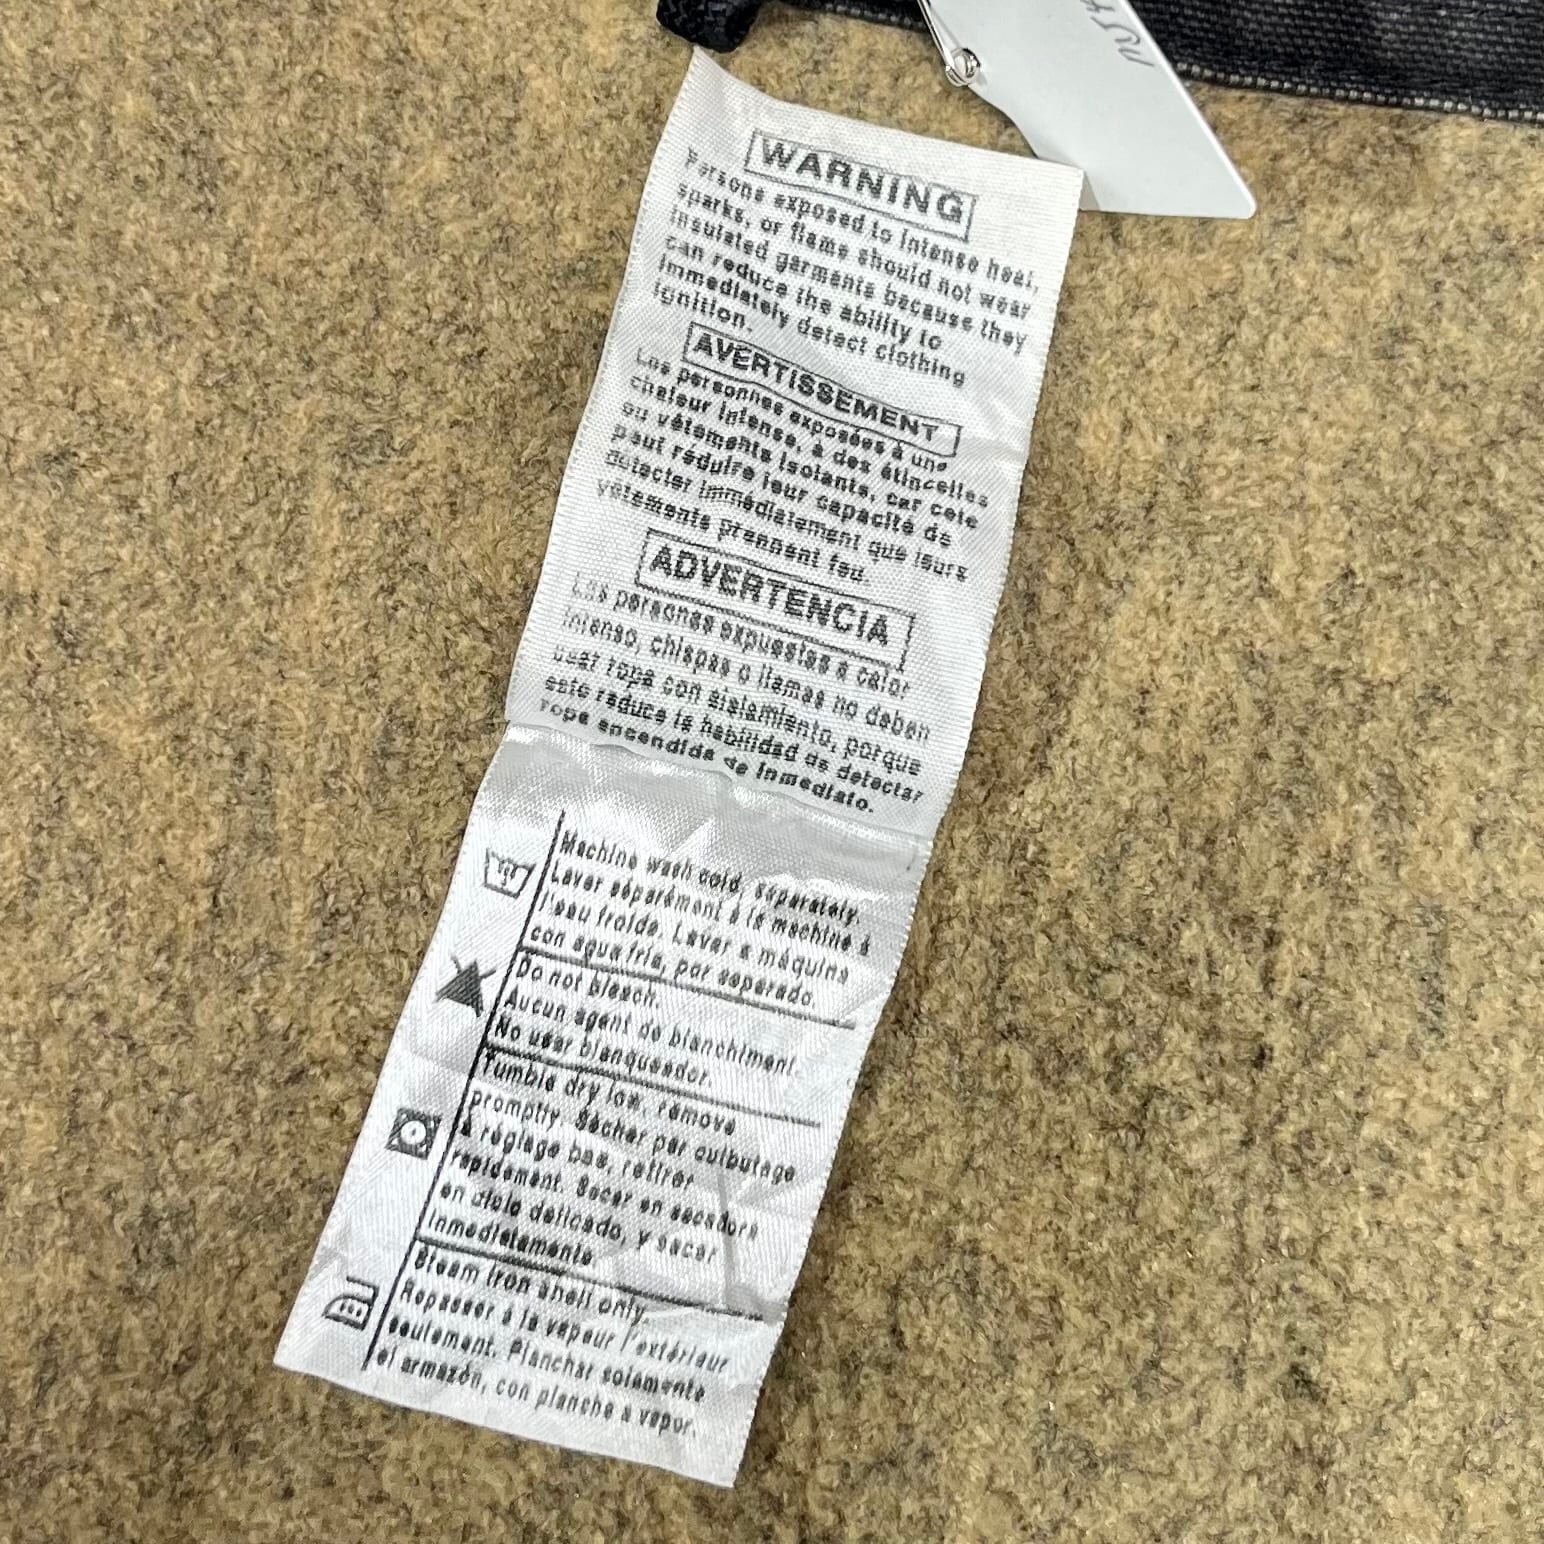 WARNING
Persons exposed to intense heat,
sparks, or flame should not wear
insulated garments because they
can reduce the ability to
immediately detect clothing
ignition.
AVERTISSEMENT
Les personnes exposées à une
chaleur intense, à des étincelles
ou vêtements isolants, car cele
peut réduire leur capacité de
détecter immédiatement que leurs
vêtements prennent feu.
ADVERTENCIA
Las personas expuestas a calor
intenso, chispas o llamas no deben
usar ropa con aislamiento, porque
esto reduce la habilidad de detectar
ropa encendida de inmediato.
Machine wash cold, separately.
Laver séparément à la machine à
l'eau froide. Lavar a máquina
con agua fría, por separado.
Do not bleach.
Aucun agent de blanchiment.
No usar blanqueador.
Tumble dry low, remove
promptly. Sécher par culbutage
à réglage bas, retirer
rapidement. Secar en secadora
en ciclo delicado, y sacar
inmediatamente
Steam iron shell only
Repasser à la vapeur l'extérieur
seulement. Planchar solamente
el armazón, con plancha a vapor.